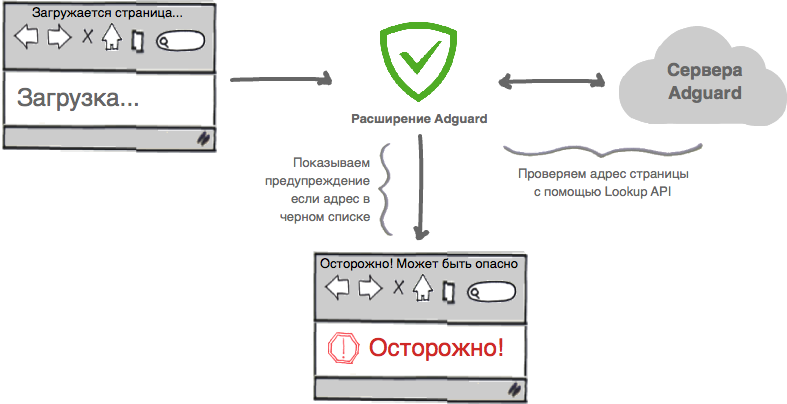 Загружается страница...
Загрузка...
Расширение Adguard
Сервера
Adguard
Показываем
предупреждение
если адрес в
черном списке
Проверяем адрес страницы
с помощью Lookup API
Осторожно! Может быть опасно
Осторожно!